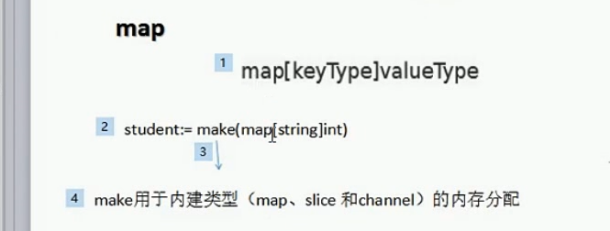 map
1 map[keyType]valueType
2 student:= make(map[string]int)
3
4 make用于内建类型（map、slice 和channel）的内存分配